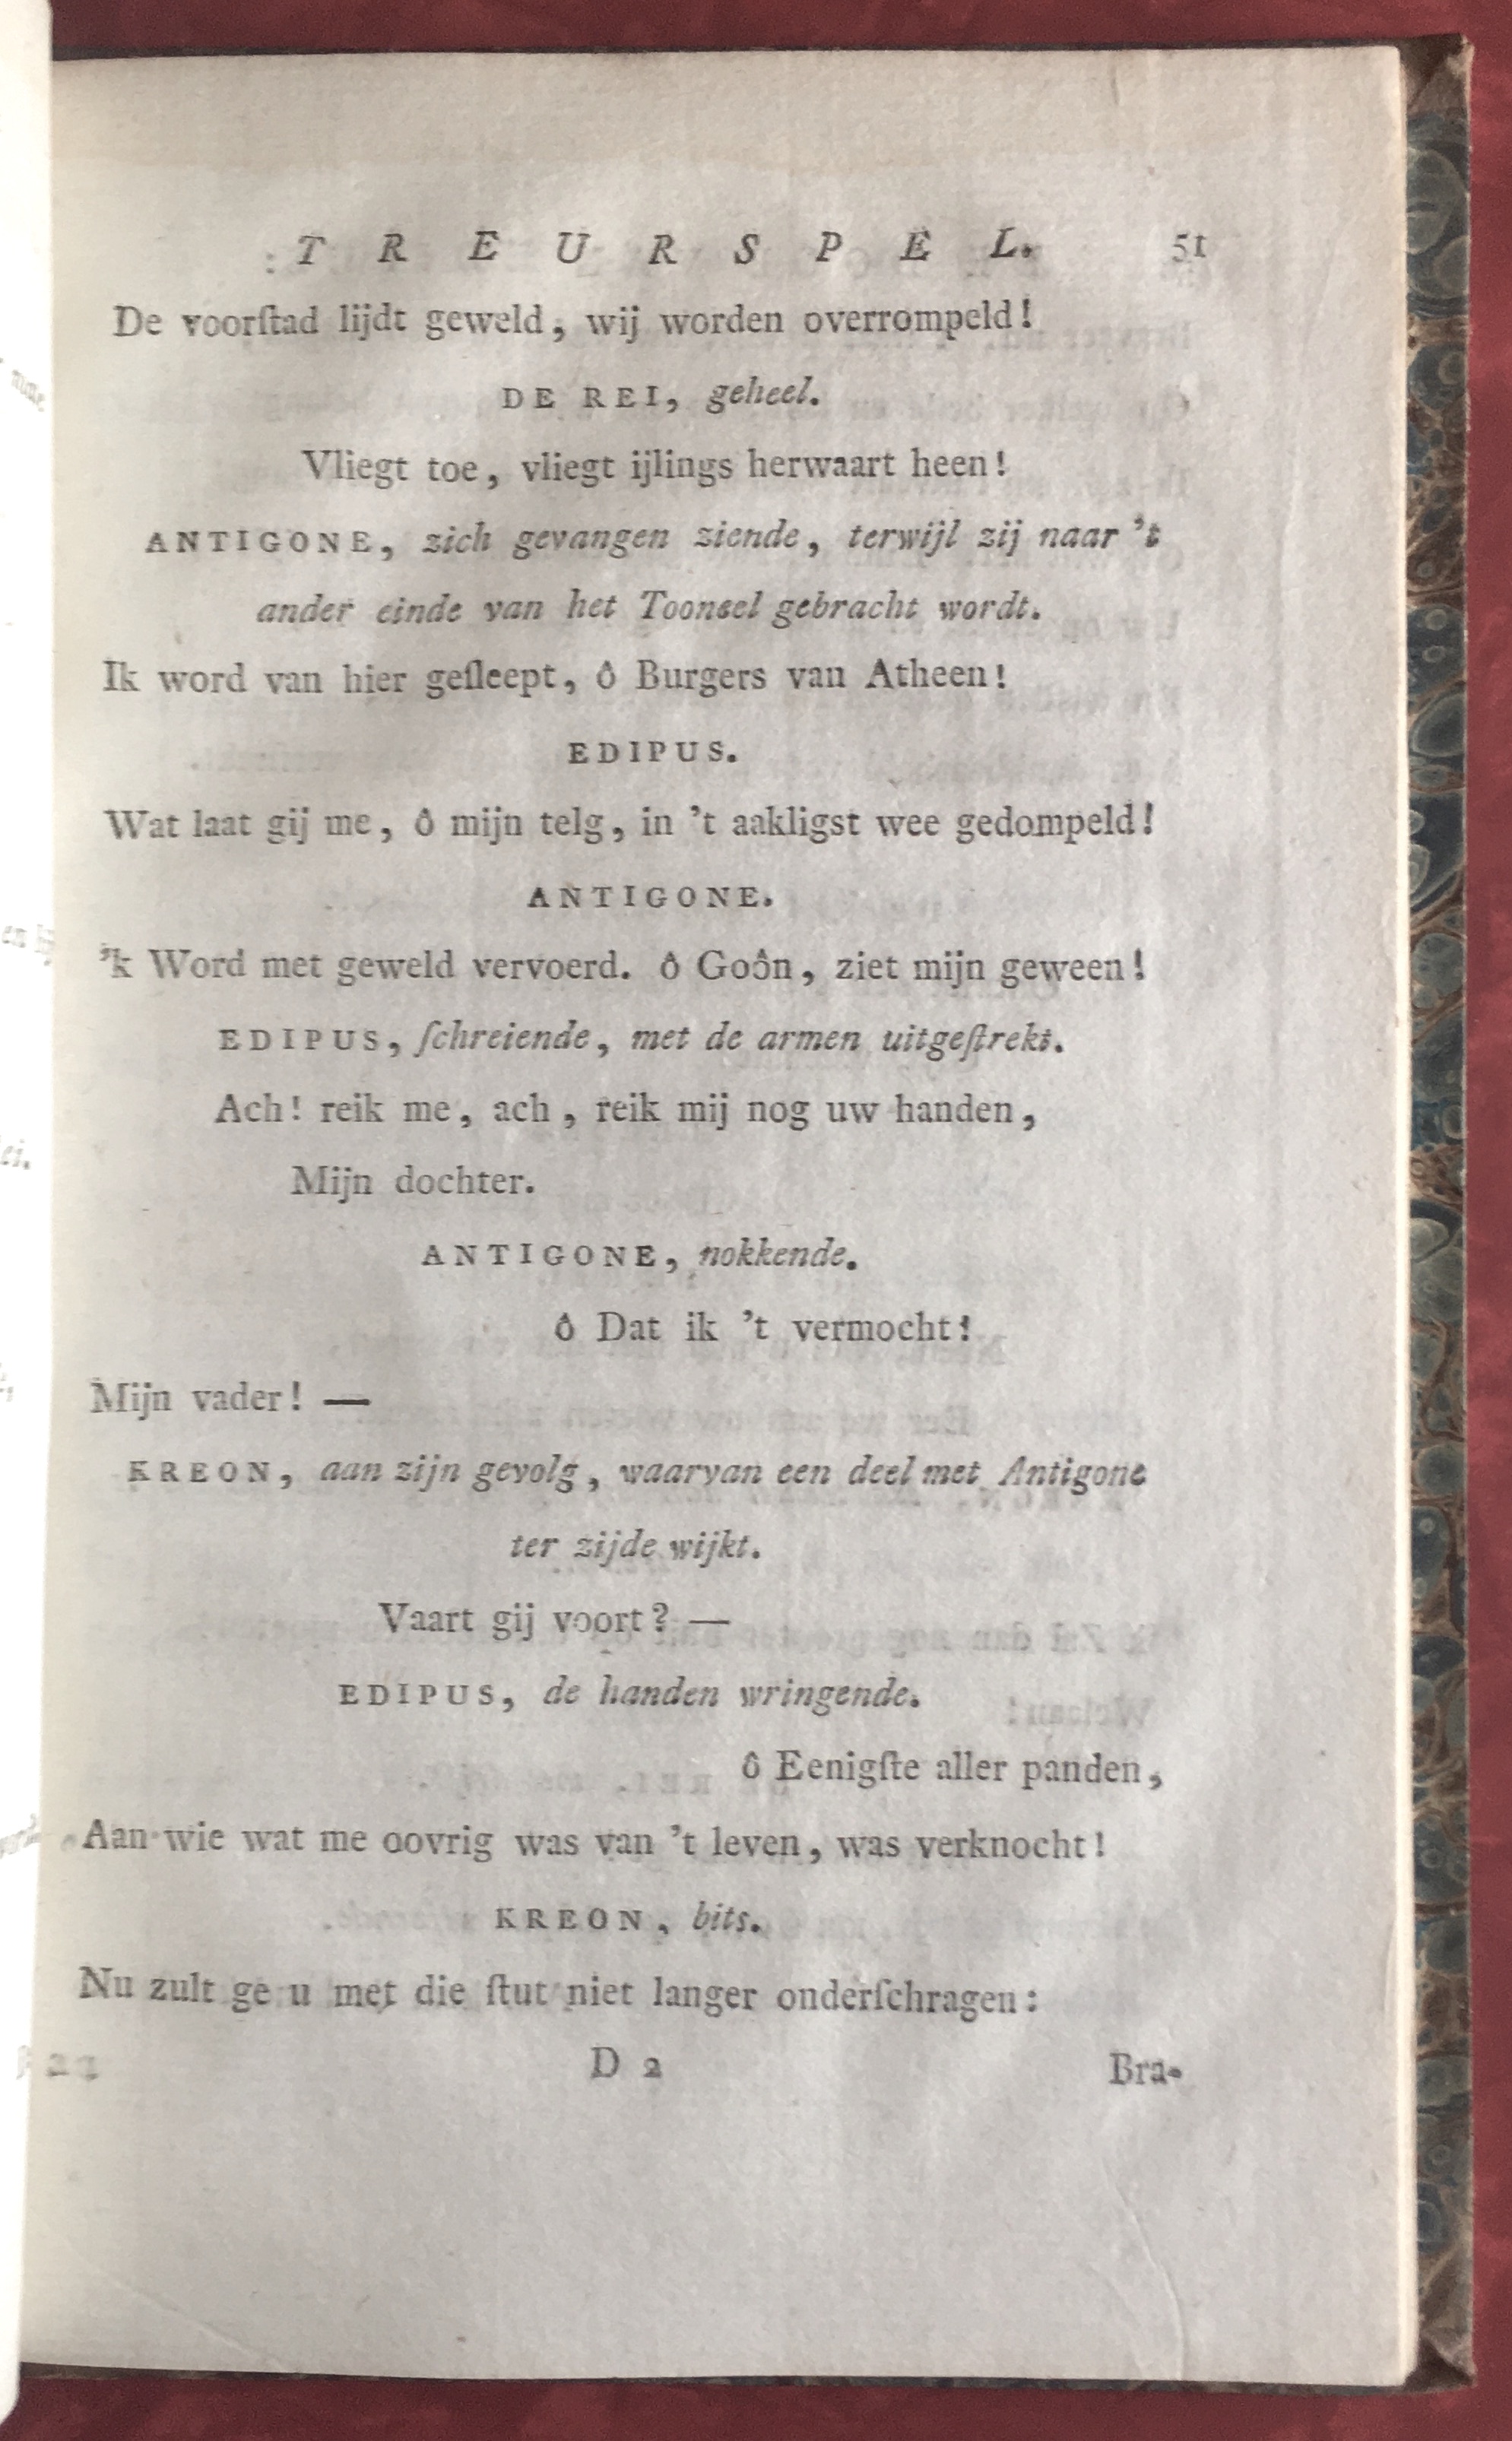 TREURSPEL. 51
De voorſtad lijdt geweld, wij worden overrompeld!
DE REI, geheel.
Vliegt toe, vliegt ijlings herwaart heen!
ANTIGONE, zich gevangen ziende, terwijl zij naar 't
ander einde van het Tooneel gebracht wordt.
Ik word van hier geſleept, ô Burgers van Atheen!
EDIPUS.
Wat laat gij me, ô mijn telg, in 't aakligst wee gedompeld!
ANTIGONE.
'k Word met geweld vervoerd. ô Goôn, ziet mijn geween!
EDIPUS, ſchreiende, met de armen uitgeſtrekt.
Ach! reik me, ach, reik mij nog uw handen,
Mijn dochter.
ANTIGONE, nokkende.
ô Dat ik 't vermocht!
Mijn vader! —
KREON, aan zijn gevolg, waarvan een deel met Antigone
ter zijde wijkt.
Vaart gij voort? —
EDIPUS, de handen wringende.
ô Eenigſte aller panden,
Aan wie wat me oovrig was van 't leven, was verknocht!
KREON, bits.
Nu zult ge u met die ſtut niet langer onderſchragen:
D 2 Bra-